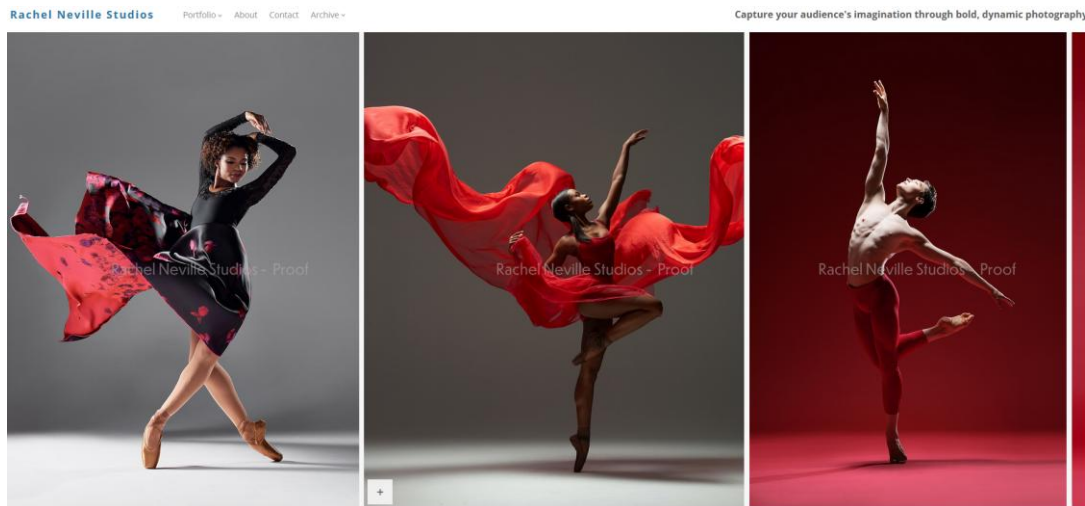 Rachel Neville Studios
Portfolio
About
Contact
Archive
Capture your audience's imagination through bold, dynamic photography
Rachel Neville Studios - Proof
Rachel Neville Studios - Proof
Rachel Neville Studios - Proof
+